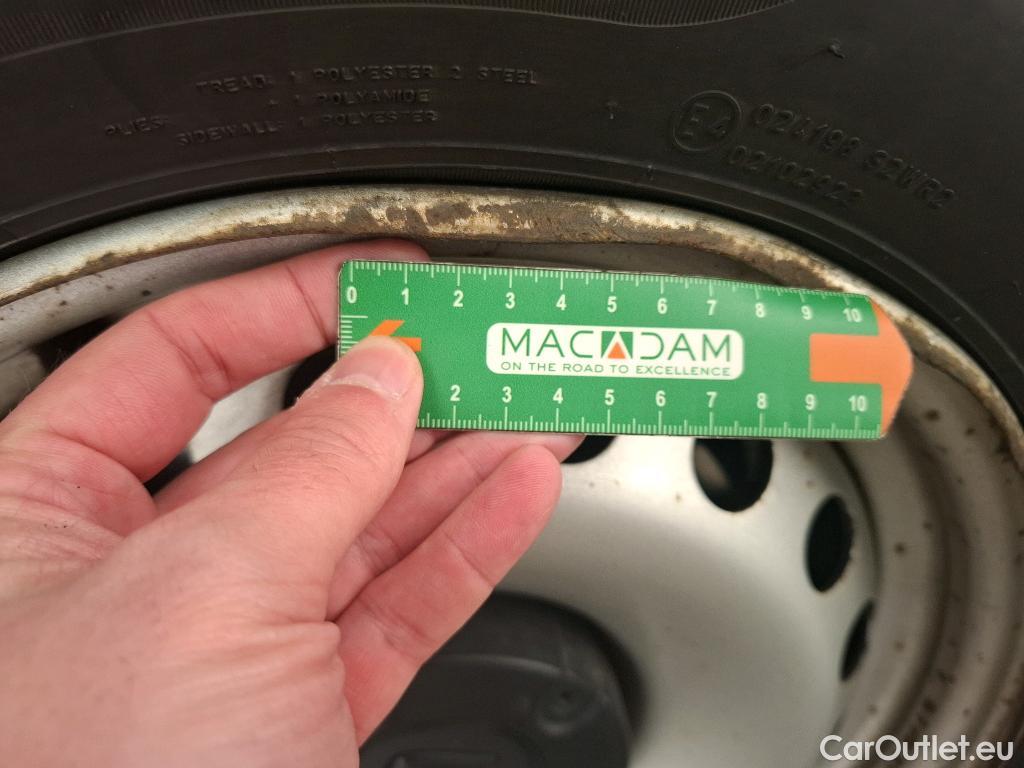 TREAD: 1 POLYESTER 2 STEEL
+ 1 POLYAMIDE
PLIES:
SIDEWALL: 1 POLYESTER
E4
024198 S2WR2
02102922
0 1 2 3 4 5 6 7 8 9 10
MACADAM
ON THE ROAD TO EXCELLENCE
2 3 4 5 6 7 8 9 10
CarOutlet.eu